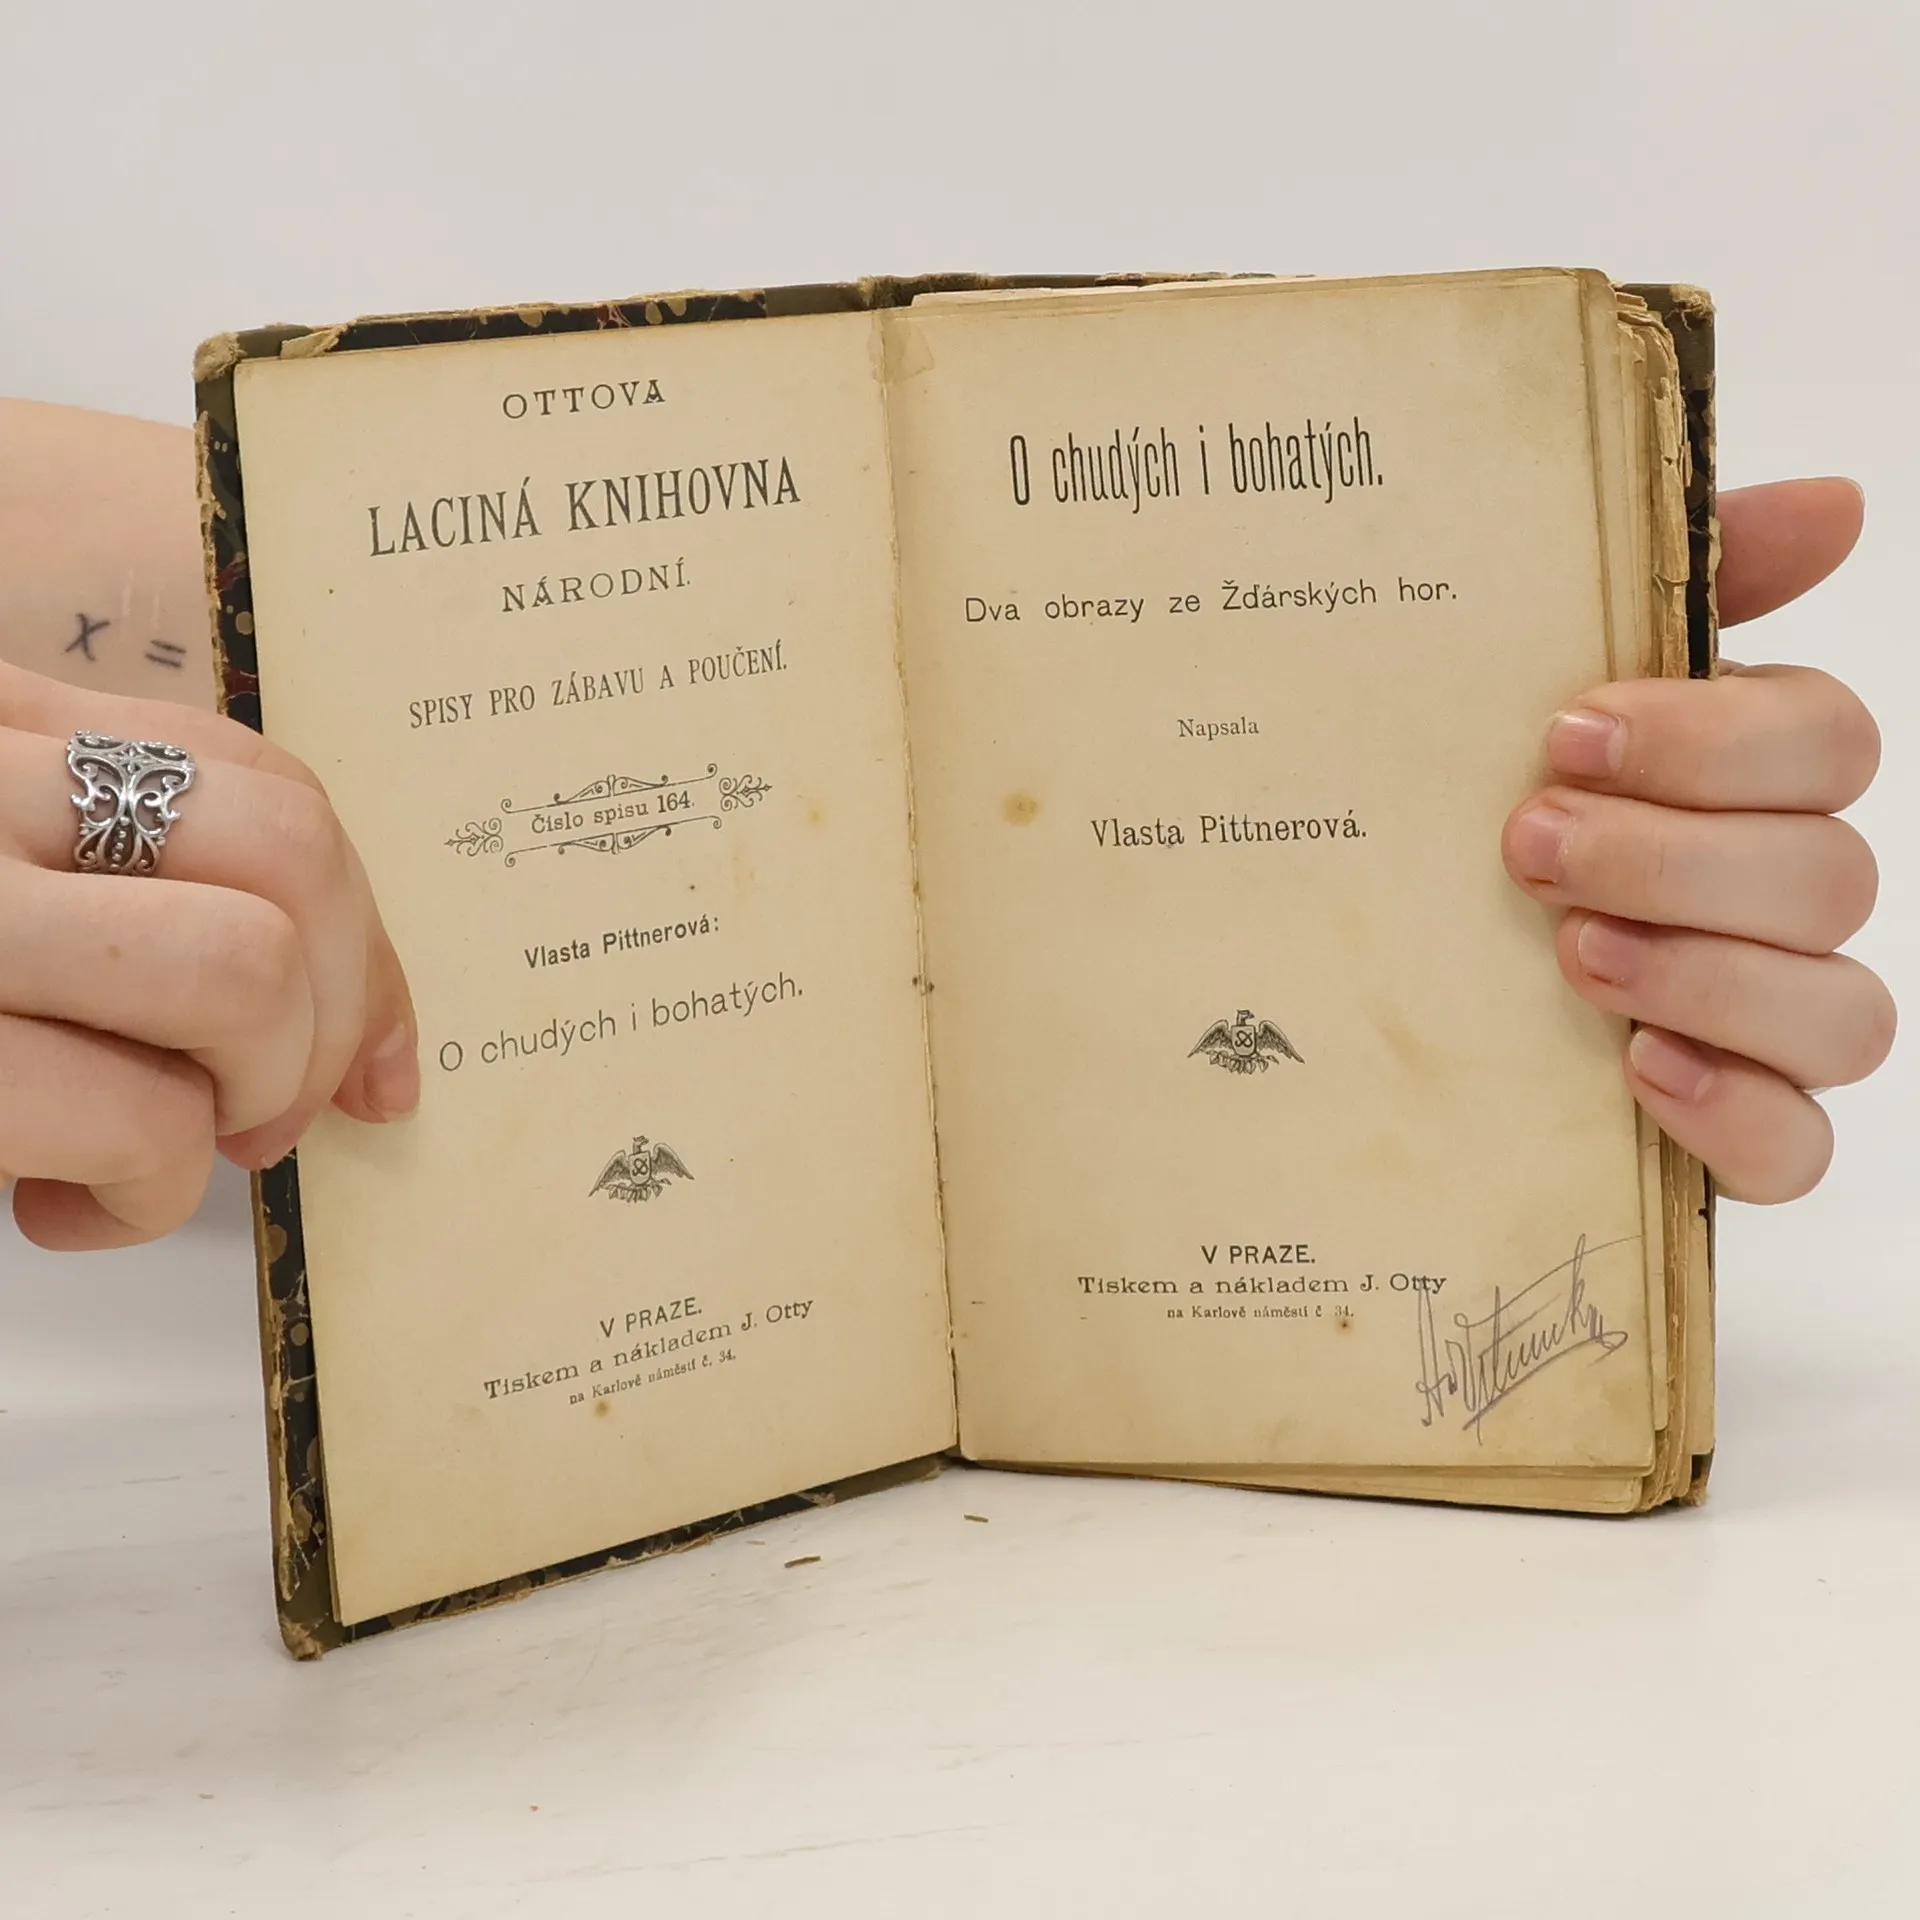 OTTOVA
LACINÁ KNIHOVNA
NÁRODNÍ.
SPISY PRO ZÁBAVU A POUČENÍ.
Číslo spisu 164.
Vlasta Pittnerová:
O chudých i bohatých.
V PRAZE.
Tiskem a nákladem J. Otty
na Karlově náměstí č. 34.
O chudých i bohatých.
Dva obrazy ze Žďárských hor.
Napsala
Vlasta Pittnerová.
V PRAZE.
Tiskem a nákladem J. Otty
na Karlově náměstí č 34.
x =